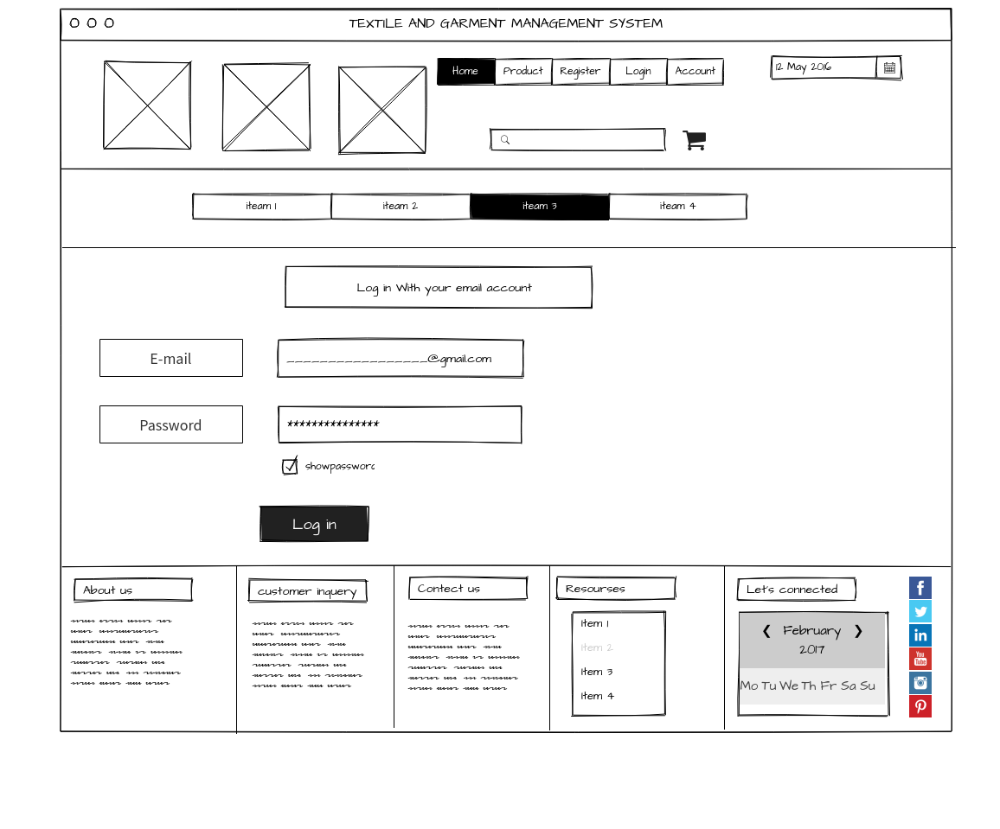 TEXTILE AND GARMENT MANAGEMENT SYSTEM
Home Product Register Login Account
12 May 2016
iteam 1 iteam 2 iteam 3 iteam 4
Log in With your email account
E-mail
_________________@gmail.com
Password
***************
showpassword
Log in
About us
customer inquery
Contect us
Resourses
Let's connected
Item 1
Item 2
Item 3
Item 4
❮ February ❯
2017
Mo Tu We Th Fr Sa Su
f
in
You
Tube